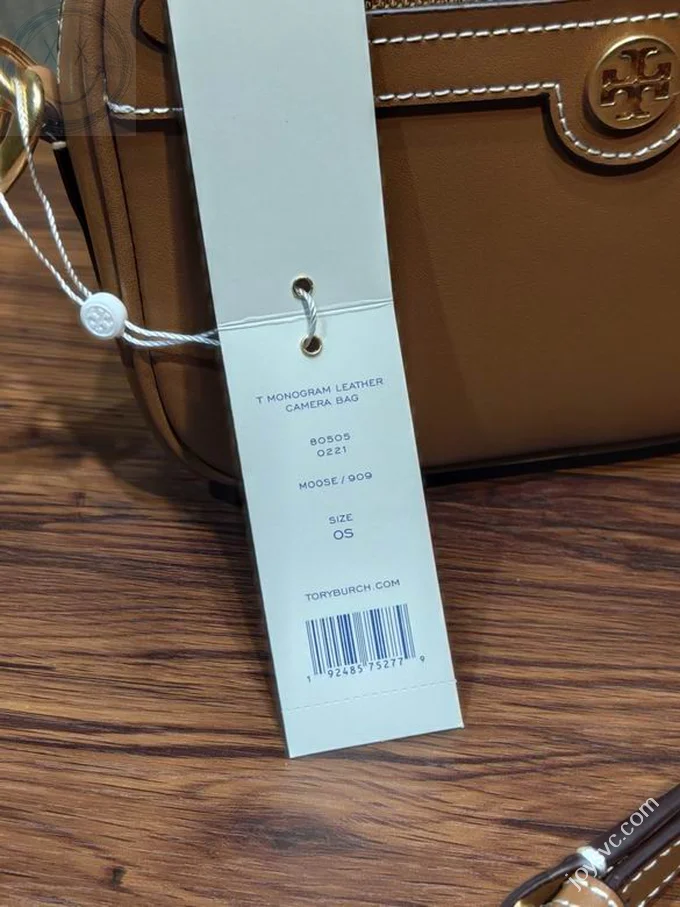 T MONOGRAM LEATHER
CAMERA BAG
80505
0221
MOOSE/909
SIZE
OS
TORYBURCH.COM
1 92485 75277 9